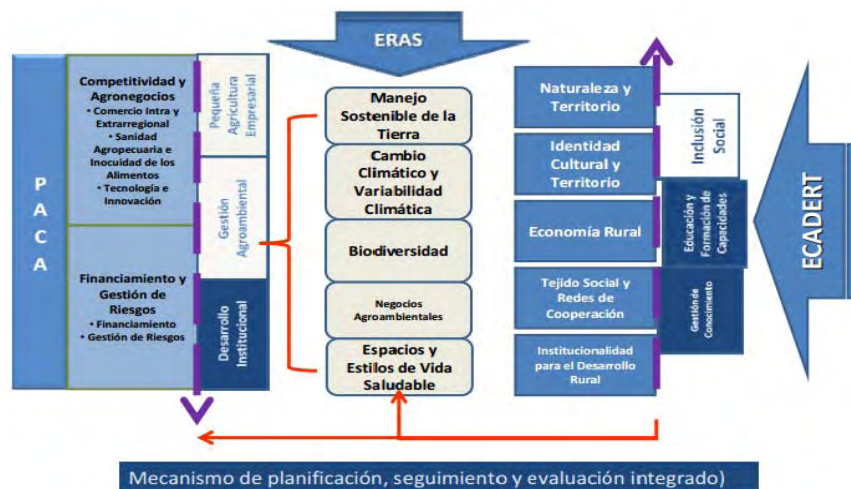 ERAS
PACA
Competitividad y
Agronegocios
• Comercio Intra y
Extrarregional
• Sanidad
Agropecuaria e
Inocuidad de los
Alimentos
• Tecnología e
Innovación
Financiamiento y
Gestión de
Riesgos
• Financiamiento
• Gestión de Riesgos
Pequeña
Agricultura
Empresarial
Gestión
Agroambiental
Desarrollo
Institucional
Manejo
Sostenible de la
Tierra
Cambio
Climático y
Variabilidad
Climática
Biodiversidad
Negocios
Agroambientales
Espacios y
Estilos de Vida
Saludable
Naturaleza y
Territorio
Identidad
Cultural y
Territorio
Economía Rural
Tejido Social y
Redes de
Cooperación
Institucionalidad
para el Desarrollo
Rural
Inclusión
Social
Educación y
Formación de
Capacidades
Gestión de
Conocimiento
ECADERT
Mecanismo de planificación, seguimiento y evaluación integrado)